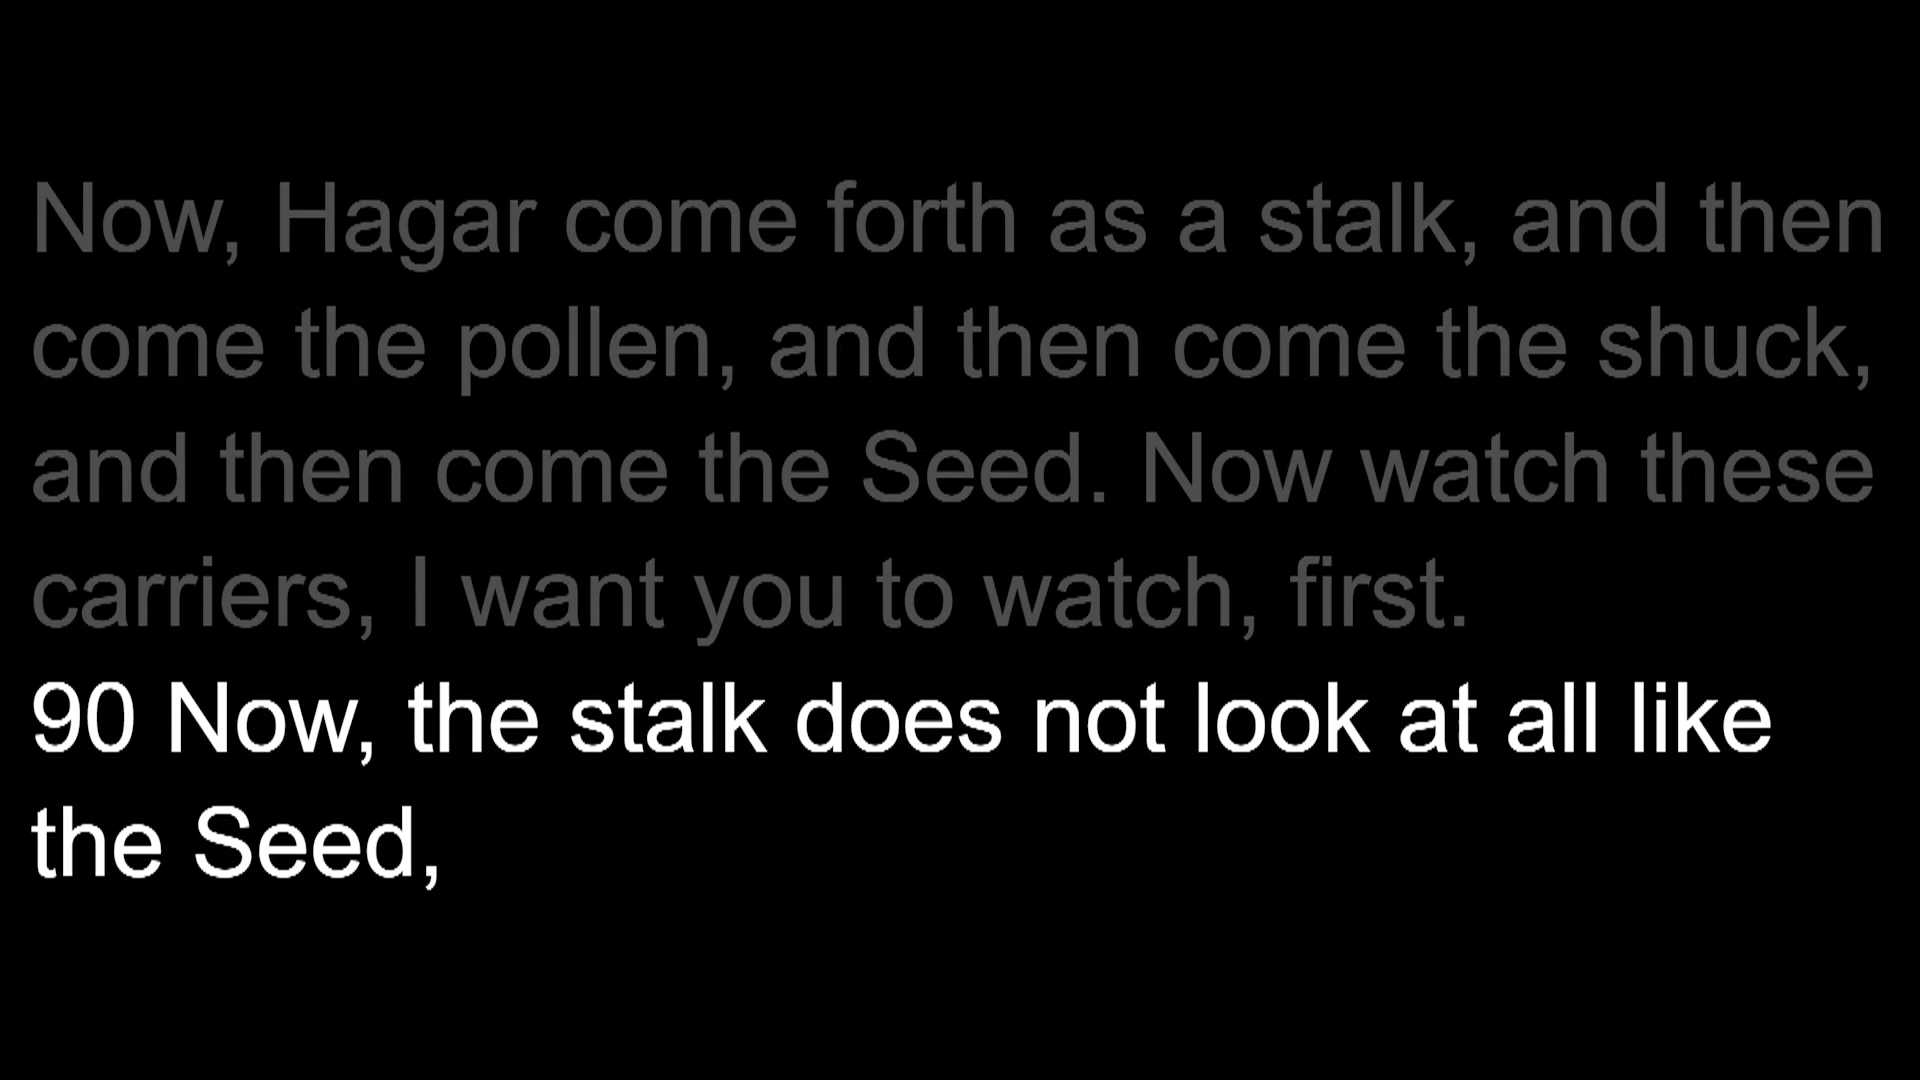 Now, Hagar come forth as a stalk, and then
come the pollen, and then come the shuck,
and then come the Seed. Now watch these
carriers, I want you to watch, first.
90 Now, the stalk does not look at all like
the Seed,